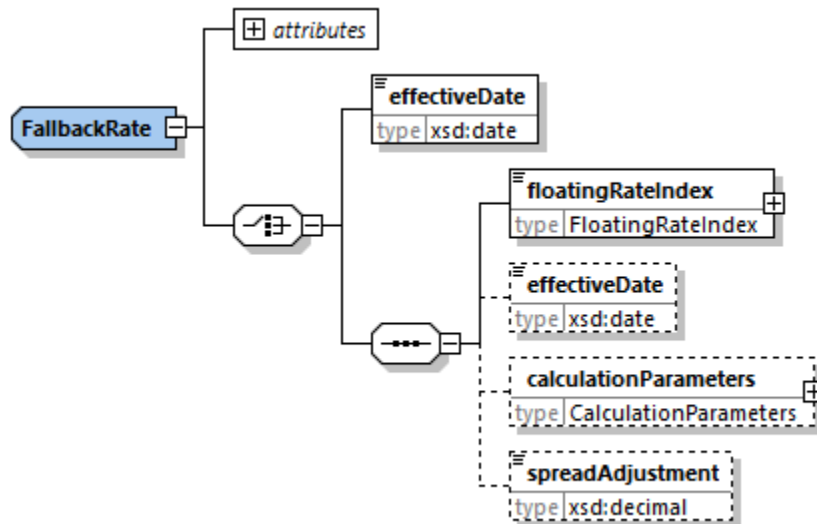 attributes
FallbackRate
effectiveDate
type xsd:date
floatingRateIndex
type FloatingRateIndex
effectiveDate
type xsd:date
calculationParameters
type CalculationParameters
spreadAdjustment
type xsd:decimal